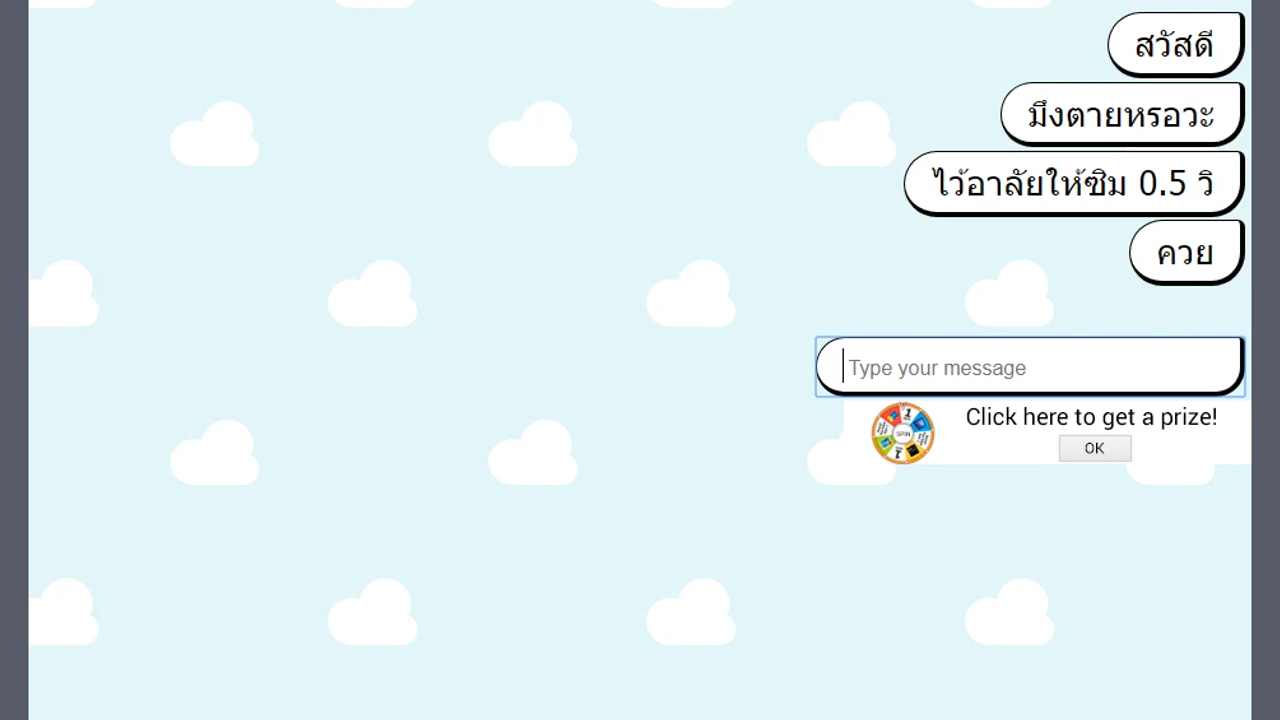 สวัสดี
มึงตายหรอวะ
ไว้อาลัยให้ซิม 0.5 วิ
ควย
Type your message
Click here to get a prize!
SPIN
OK